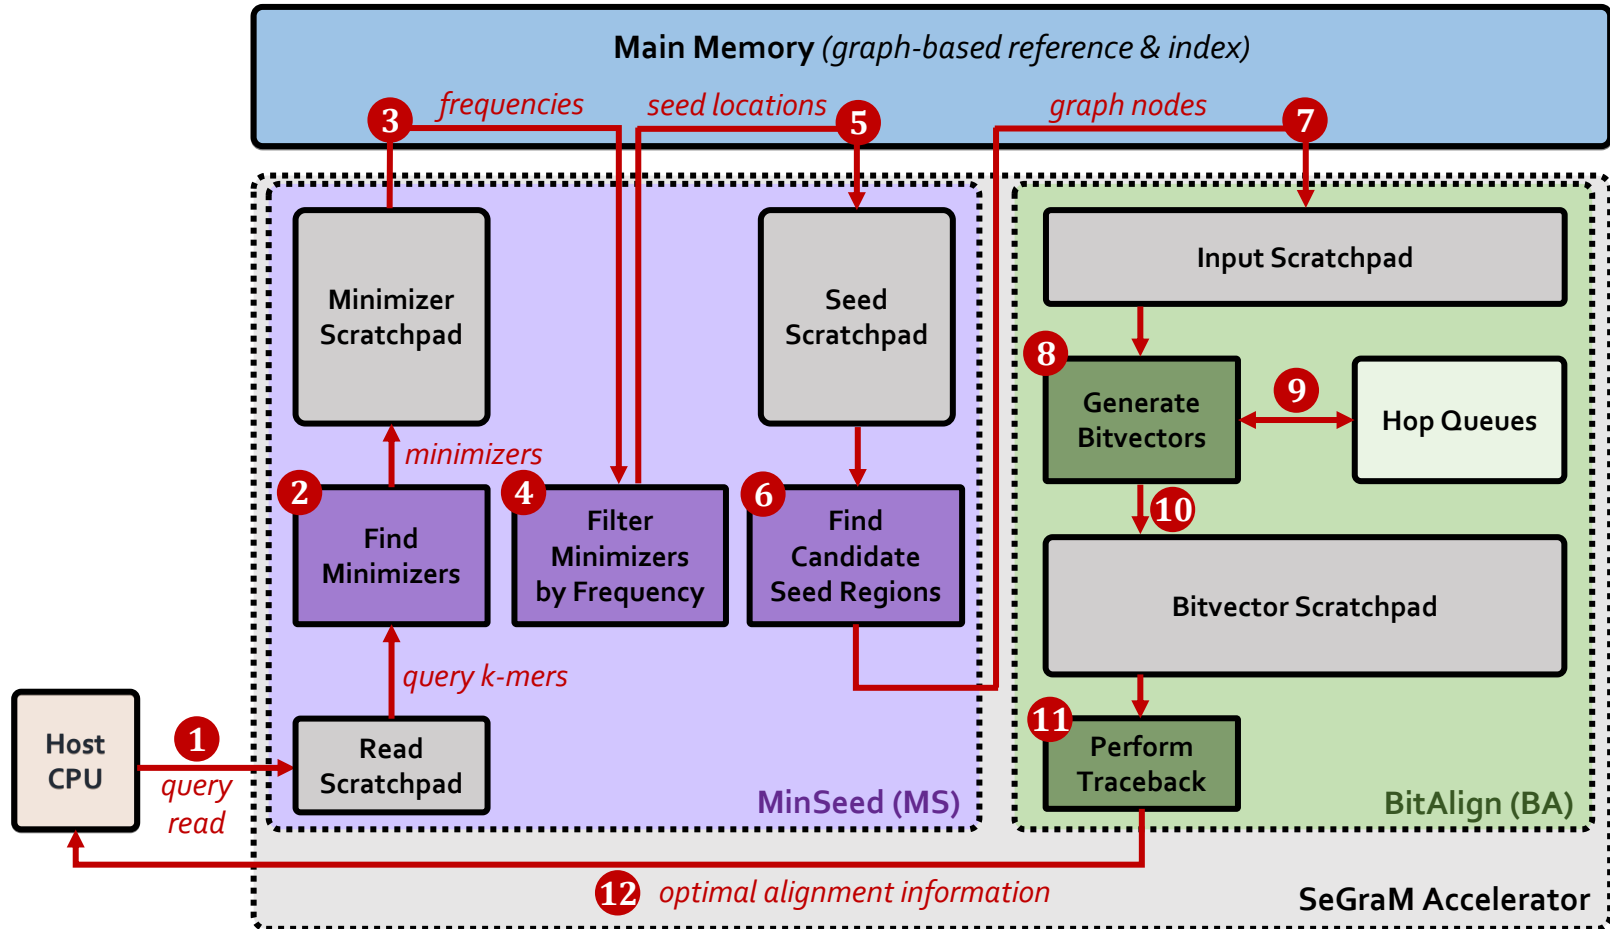 Main Memory (graph-based reference & index)
3
frequencies
seed locations
5
graph nodes
7
Minimizer
Scratchpad
Seed
Scratchpad
Input Scratchpad
8
Generate
Bitvectors
9
Hop Queues
minimizers
2
Find
Minimizers
4
Filter
Minimizers
by Frequency
6
Find
Candidate
Seed Regions
10
Bitvector Scratchpad
query k-mers
Host
CPU
1
query
read
Read
Scratchpad
MinSeed (MS)
11
Perform
Traceback
BitAlign (BA)
12
optimal alignment information
SeGraM Accelerator